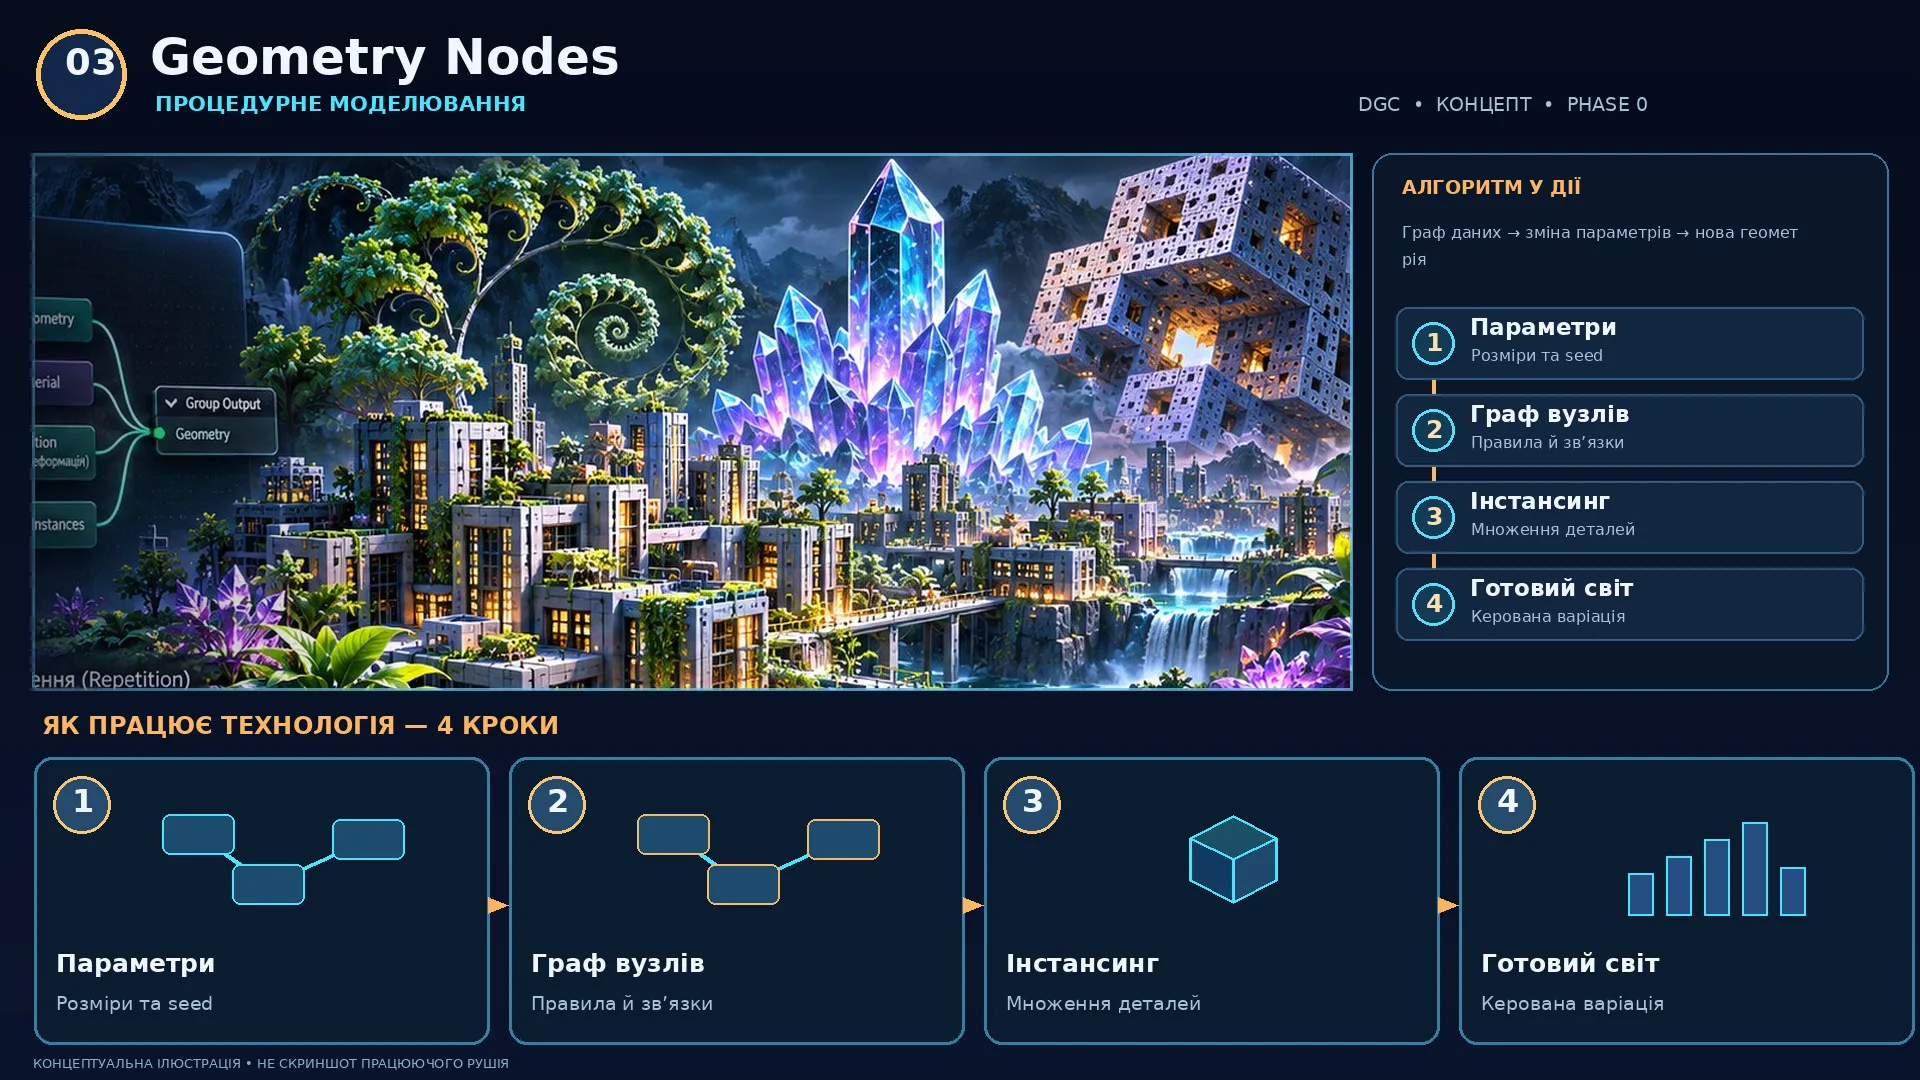 03
Geometry Nodes
ПРОЦЕДУРНЕ МОДЕЛЮВАННЯ
DGC • КОНЦЕПТ • PHASE 0
ometry
erial
tion
еформація)
nstances
Group Output
Geometry
ення (Repetition)
АЛГОРИТМ У ДІЇ
Граф даних → зміна параметрів → нова геомет
рія
1
Параметри
Розміри та seed
2
Граф вузлів
Правила й зв’язки
3
Інстансинг
Множення деталей
4
Готовий світ
Керована варіація
ЯК ПРАЦЮЄ ТЕХНОЛОГІЯ — 4 КРОКИ
1
Параметри
Розміри та seed
2
Граф вузлів
Правила й зв’язки
3
Інстансинг
Множення деталей
4
Готовий світ
Керована варіація
КОНЦЕПТУАЛЬНА ІЛЮСТРАЦІЯ • НЕ СКРИНШОТ ПРАЦЮЮЧОГО РУШІЯ